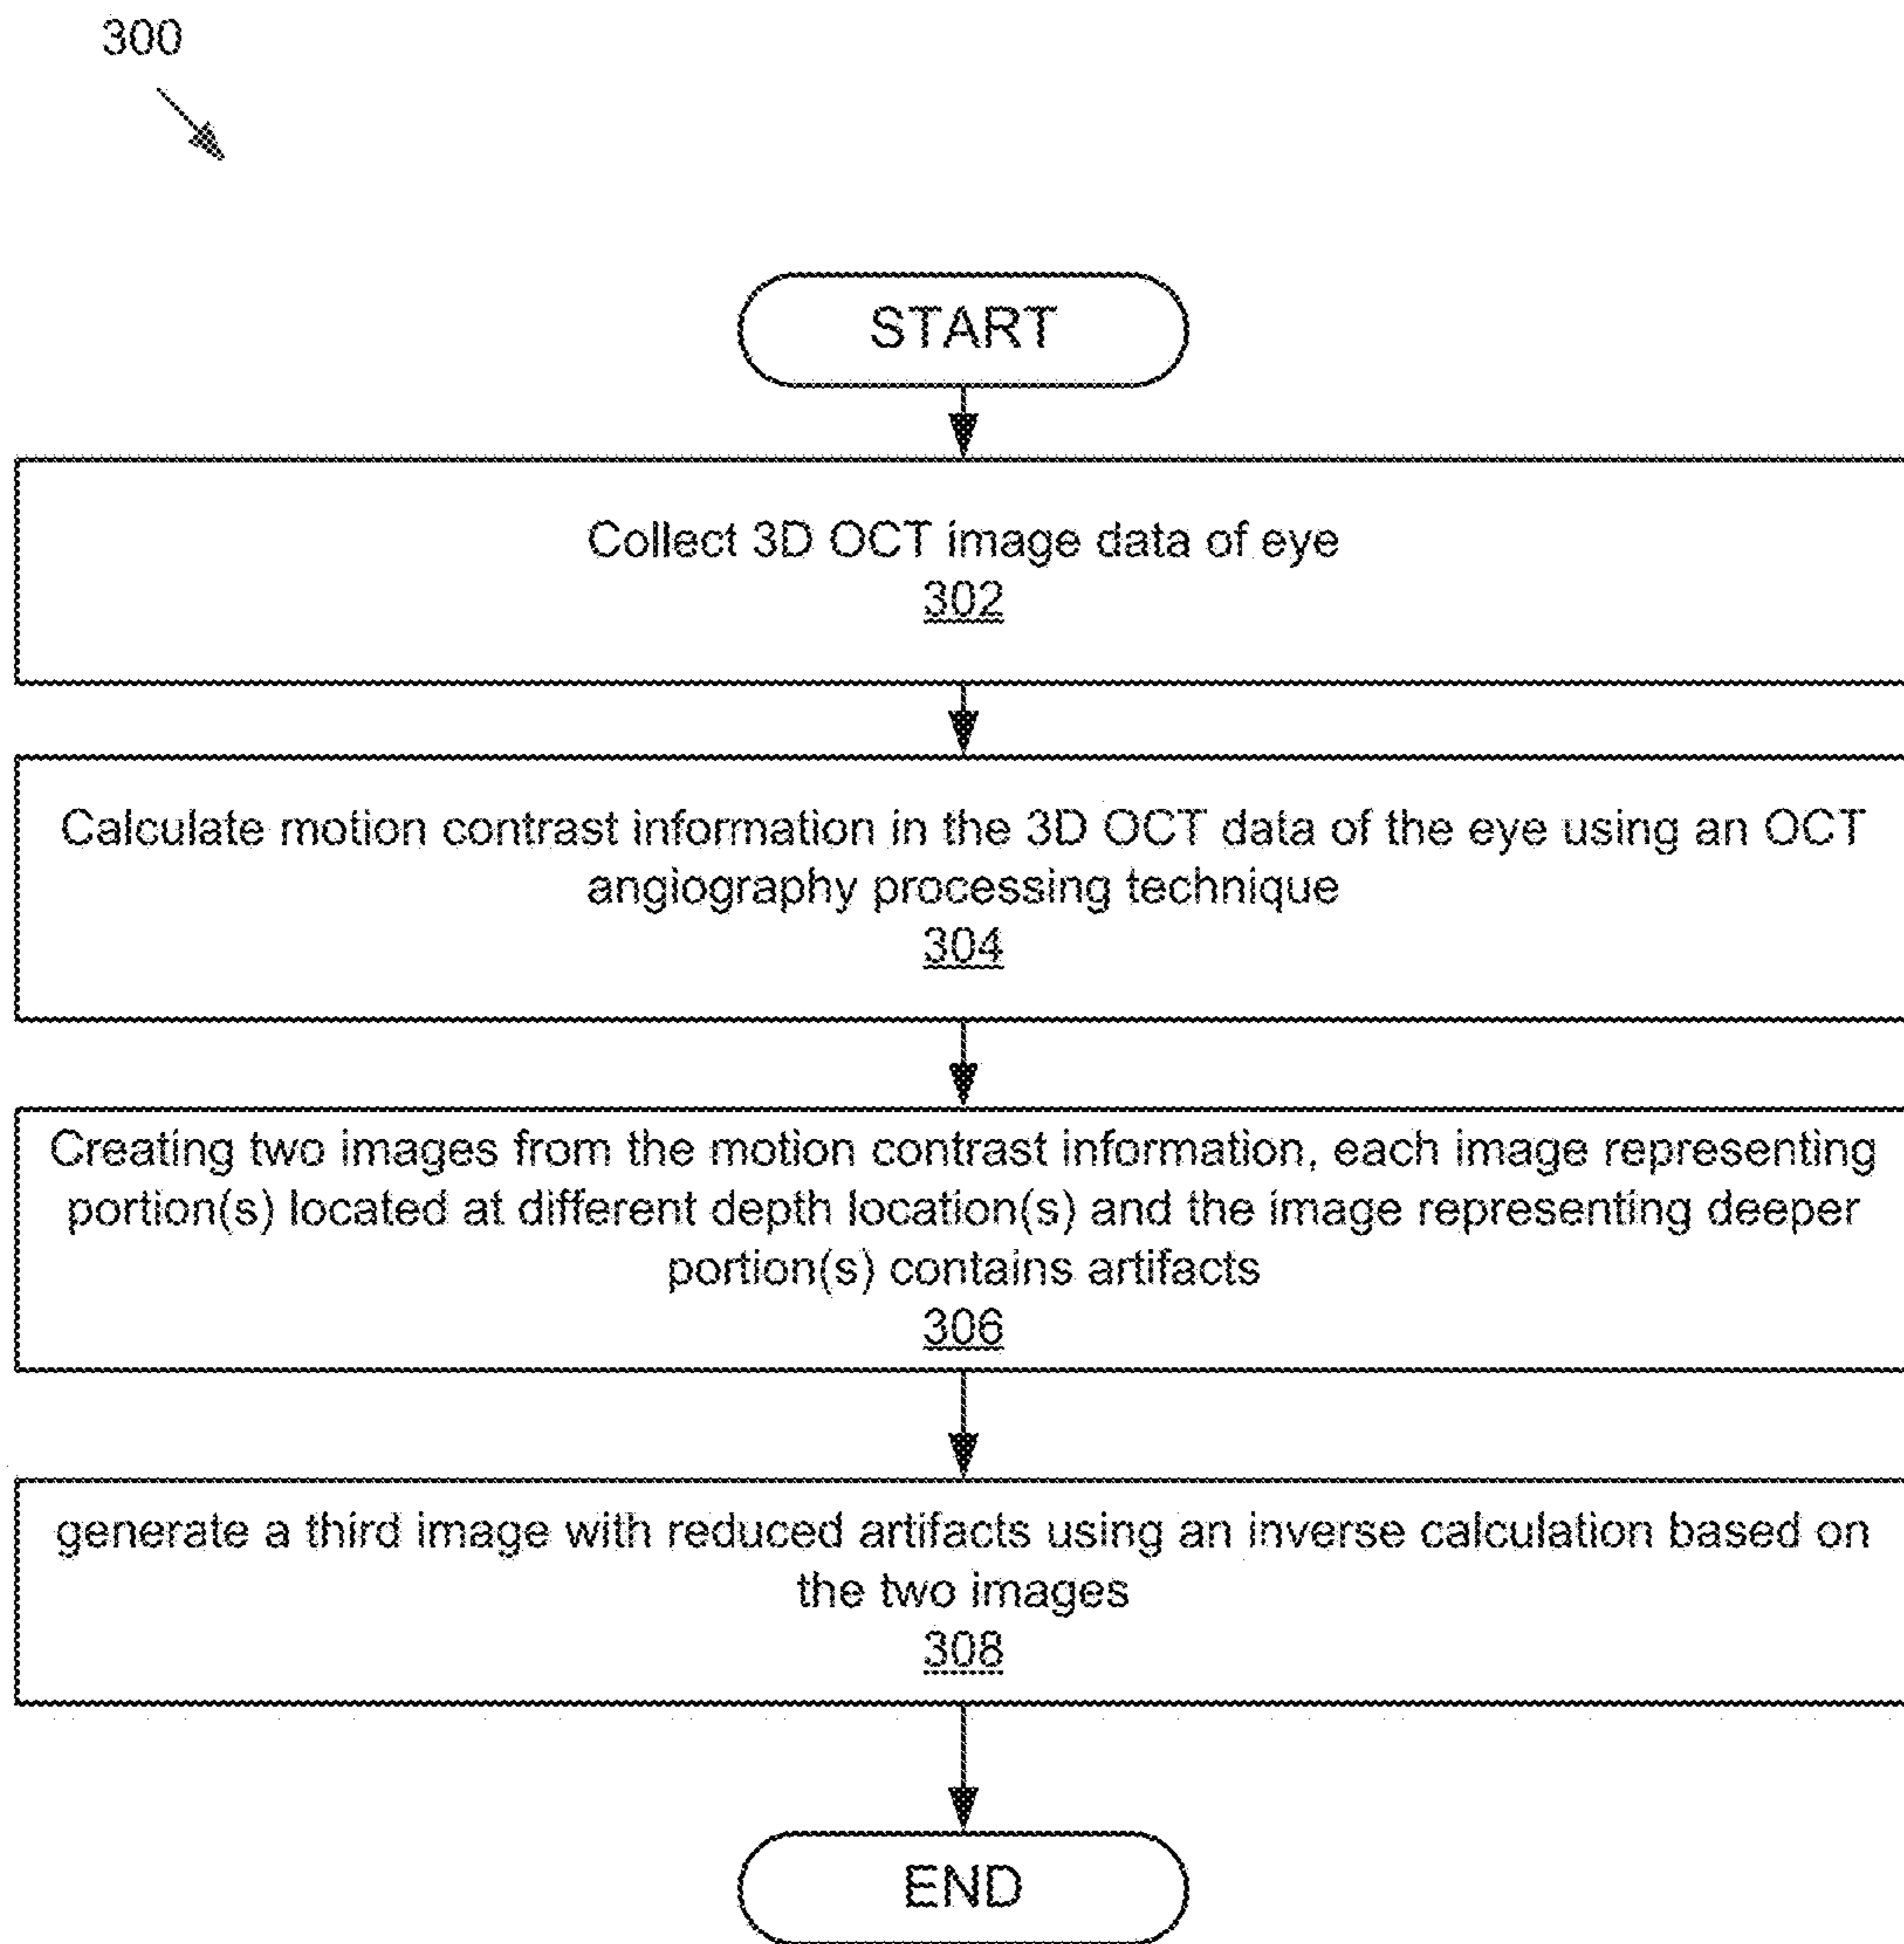 300
START
Collect 3D OCT image data of eye
302
Calculate motion contrast information in the 3D OCT data of the eye using an OCT
angiography processing technique
304
Creating two images from the motion contrast information, each image representing
portion(s) located at different depth location(s) and the image representing deeper
portion(s) contains artifacts
306
generate a third image with reduced artifacts using an inverse calculation based on
the two images
308
END